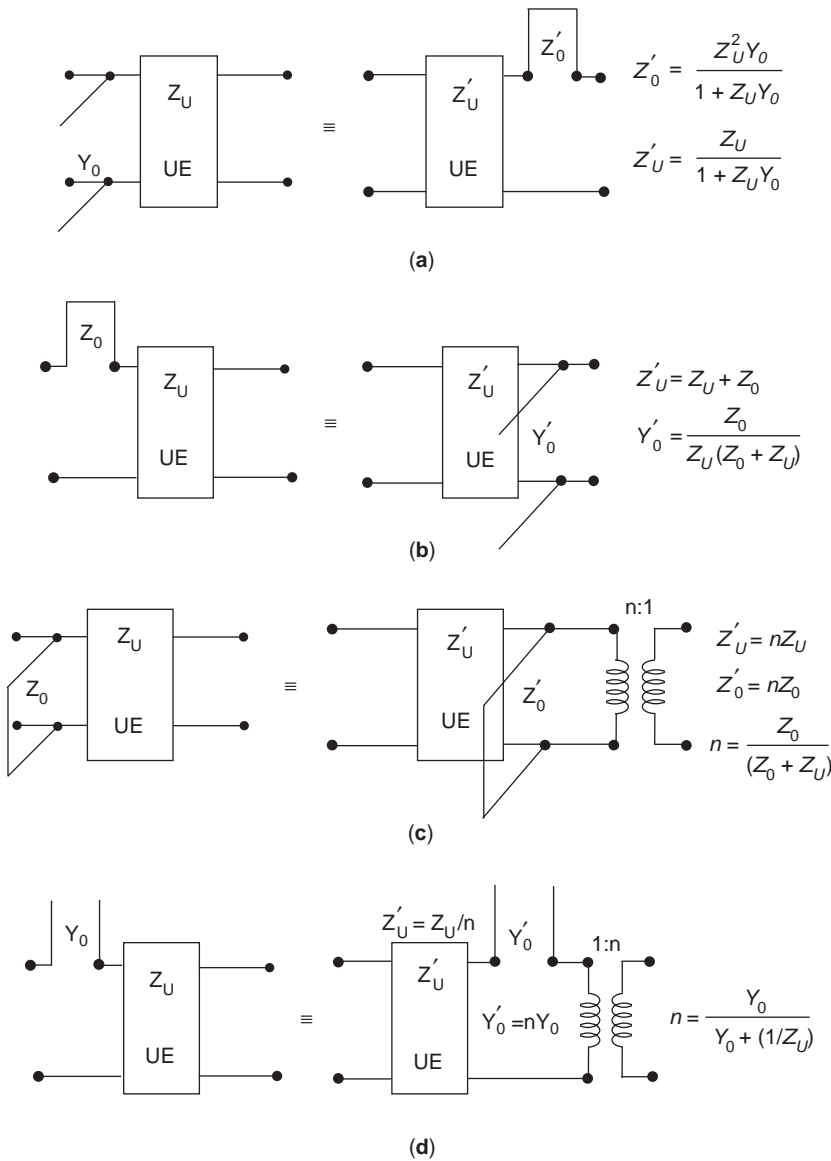 Z_U
UE
Y_0
≡
Z'_U
UE
Z'_0
Z'_0 = Z_U^2 Y_0 / (1 + Z_U Y_0)
Z'_U = Z_U / (1 + Z_U Y_0)
(a)
Z_0
Z_U
UE
≡
Z'_U
UE
Y'_0
Z'_U = Z_U + Z_0
Y'_0 = Z_0 / (Z_U (Z_0 + Z_U))
(b)
Z_0
Z_U
UE
≡
Z'_U
UE
Z'_0
n:1
Z'_U = nZ_U
Z'_0 = nZ_0
n = Z_0 / (Z_0 + Z_U)
(c)
Y_0
Z_U
UE
≡
Z'_U = Z_U/n
Z'_U
UE
Y'_0
Y'_0 = nY_0
1:n
n = Y_0 / (Y_0 + (1/Z_U))
(d)